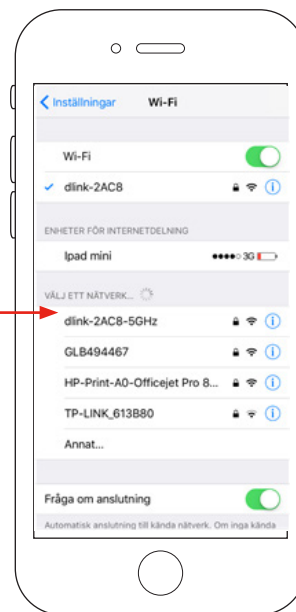 Inställningar Wi-Fi
Wi-Fi
dlink-2AC8
ENHETER FÖR INTERNETDELNING
Ipad mini 3G
VÄLJ ETT NÄTVERK...
dlink-2AC8-5GHz
GLB494467
HP-Print-A0-Officejet Pro 8...
TP-LINK_613B80
Annat...
Fråga om anslutning
Automatisk anslutning till kända nätverk. Om inga kända